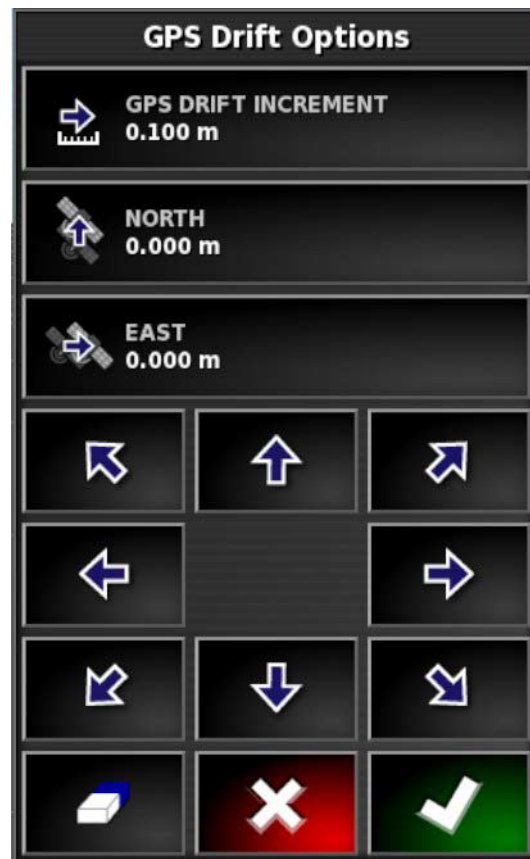 GPS Drift Options
GPS DRIFT INCREMENT
0.100 m
NORTH
0.000 m
EAST
0.000 m